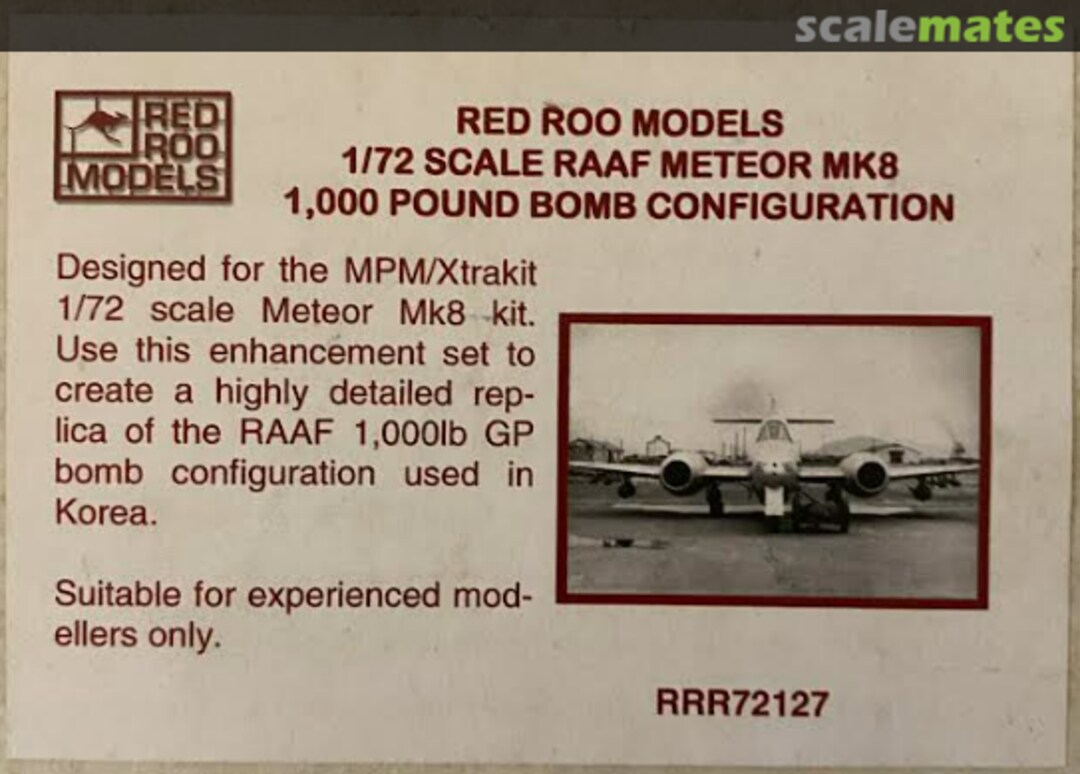 scalemates
RED
ROO
MODELS
RED ROO MODELS
1/72 SCALE RAAF METEOR MK8
1,000 POUND BOMB CONFIGURATION
Designed for the MPM/Xtrakit
1/72 scale Meteor Mk8 kit.
Use this enhancement set to
create a highly detailed rep-
lica of the RAAF 1,000lb GP
bomb configuration used in
Korea.
Suitable for experienced mod-
ellers only.
RRR72127